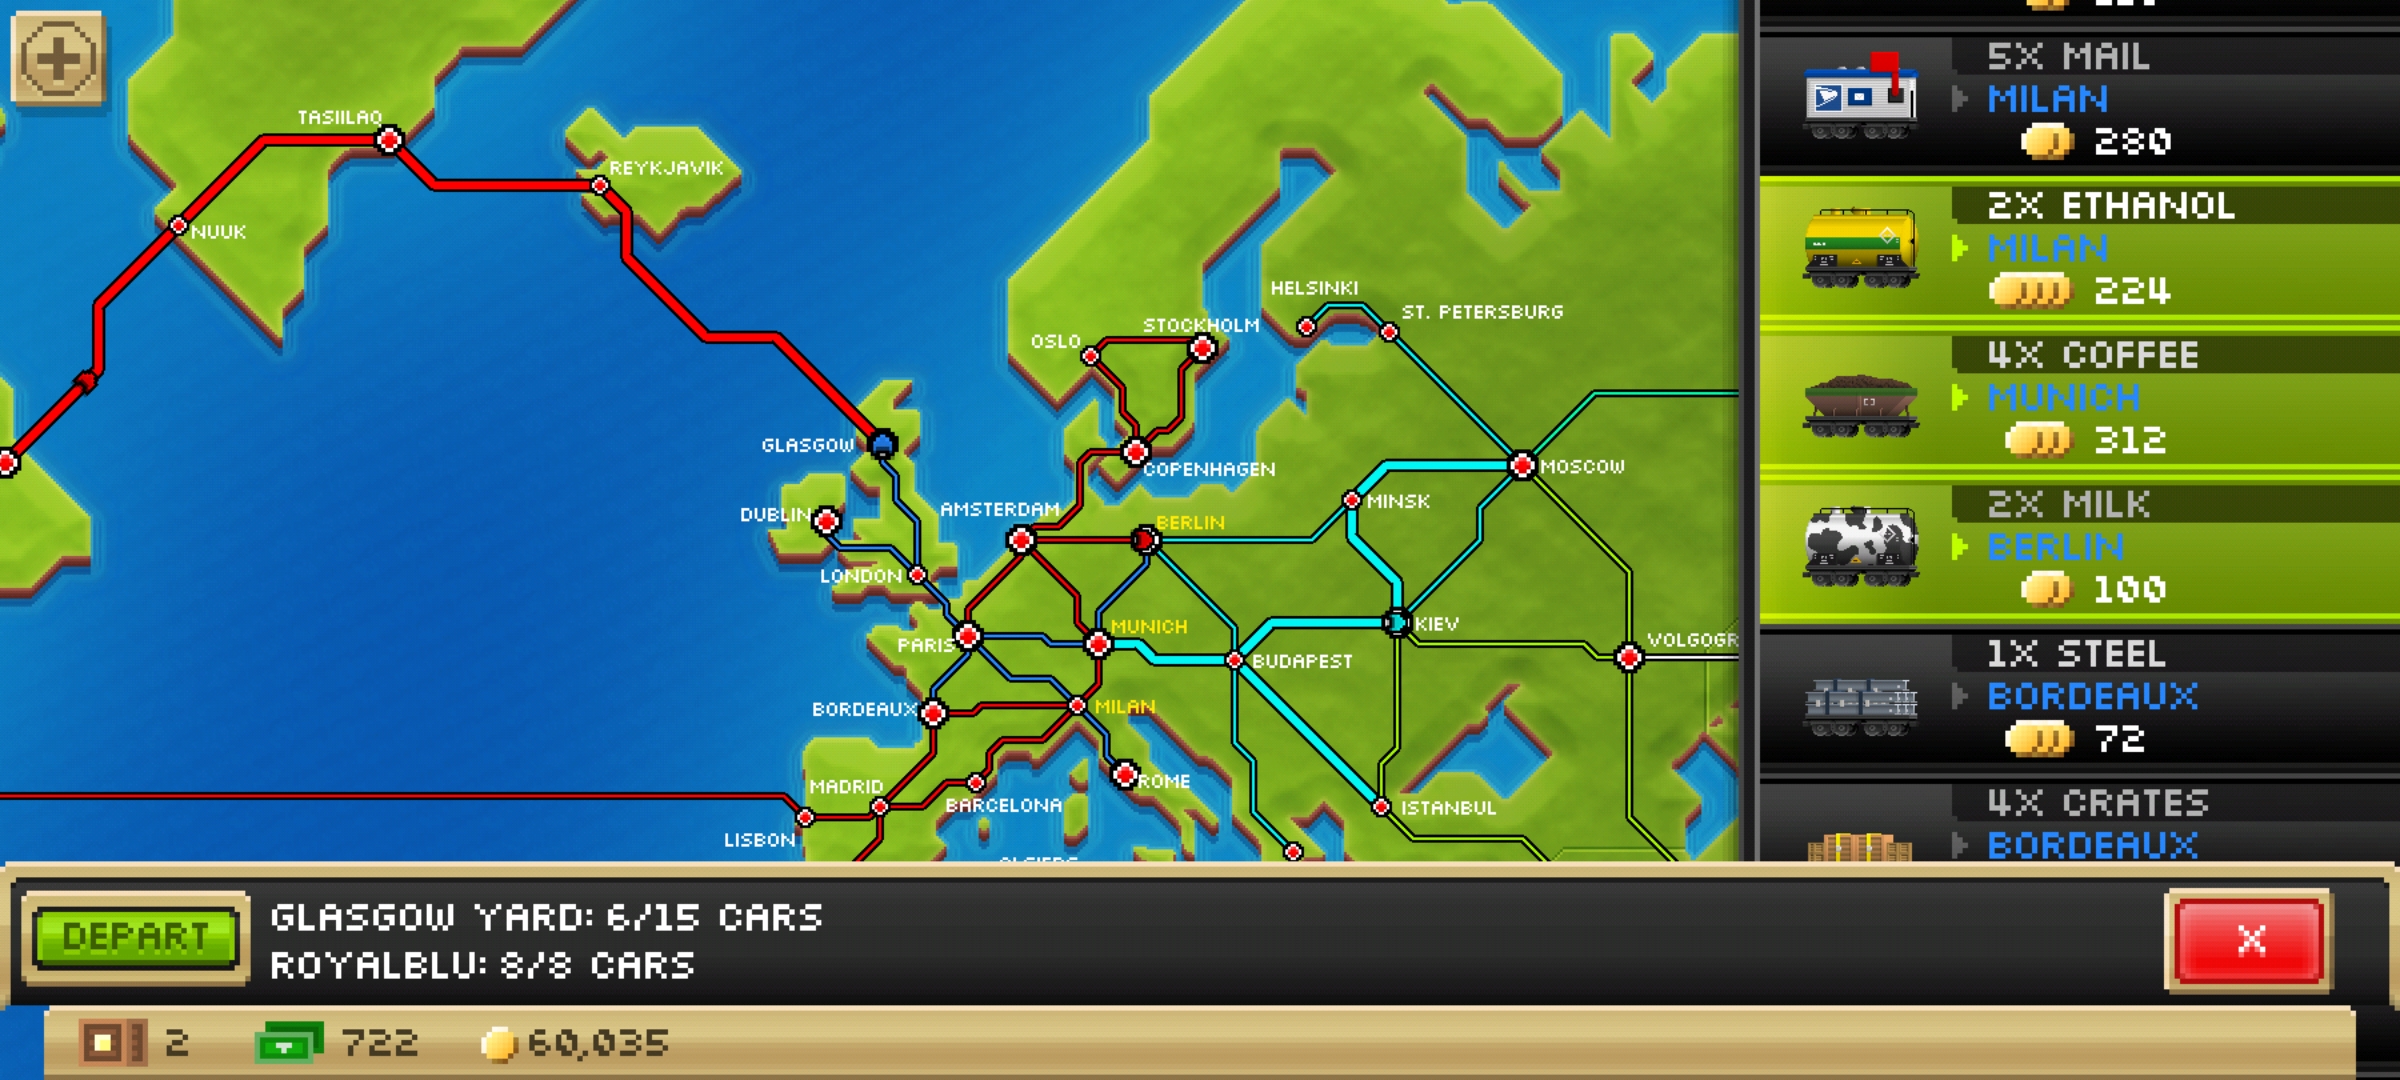 TASIILAQ
REYKJAVIK
NUUK
HELSINKI
ST. PETERSBURG
STOCKHOLM
OSLO
GLASGOW
COPENHAGEN
MOSCOW
MINSK
DUBLIN
AMSTERDAM
BERLIN
LONDON
PARIS
MUNICH
KIEV
VOLGOGR
BUDAPEST
BORDEAUX
MILAN
MADRID
BARCELONA
ROME
ISTANBUL
LISBON
5X MAIL
MILAN
280
2X ETHANOL
MILAN
224
4X COFFEE
MUNICH
312
2X MILK
BERLIN
100
1X STEEL
BORDEAUX
72
4X CRATES
BORDEAUX
DEPART
GLASGOW YARD: 6/15 CARS
ROYALBLU: 8/8 CARS
X
2
722
60,035